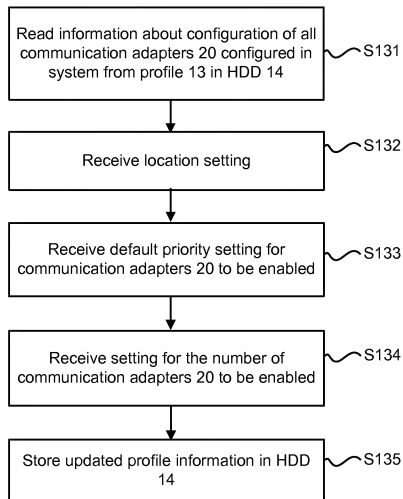 Read information about configuration of all
communication adapters 20 configured in
system from profile 13 in HDD 14
S131
Receive location setting
S132
Receive default priority setting for
communication adapters 20 to be enabled
S133
Receive setting for the number of
communication adapters 20 to be enabled
S134
Store updated profile information in HDD
14
S135